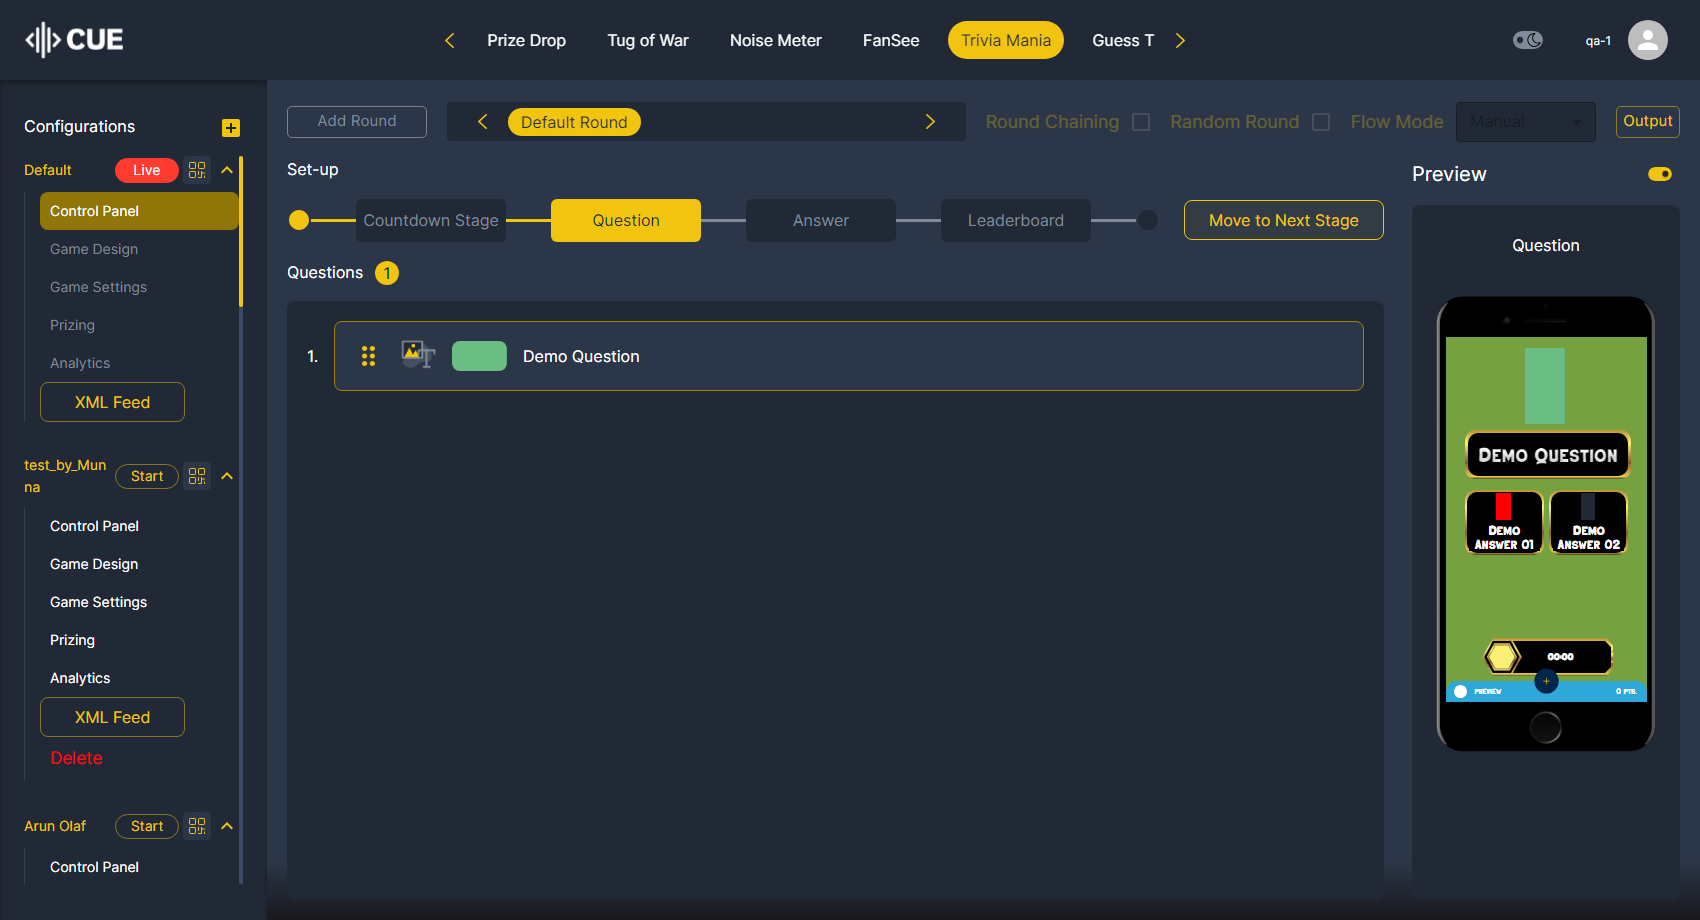 CUE
Prize Drop
Tug of War
Noise Meter
FanSee
Trivia Mania
Guess T
qa-1
Configurations
Default
Live
Control Panel
Game Design
Game Settings
Prizing
Analytics
XML Feed
test_by_Mun
na
Start
Control Panel
Game Design
Game Settings
Prizing
Analytics
XML Feed
Delete
Arun Olaf
Start
Control Panel
Add Round
Default Round
Round Chaining
Random Round
Flow Mode
Manual
Output
Set-up
Countdown Stage
Question
Answer
Leaderboard
Move to Next Stage
Questions 1
1.
Demo Question
Preview
Question
DEMO QUESTION
DEMO
ANSWER 01
DEMO
ANSWER 02
00:00
PREVIEW
0 PTS.